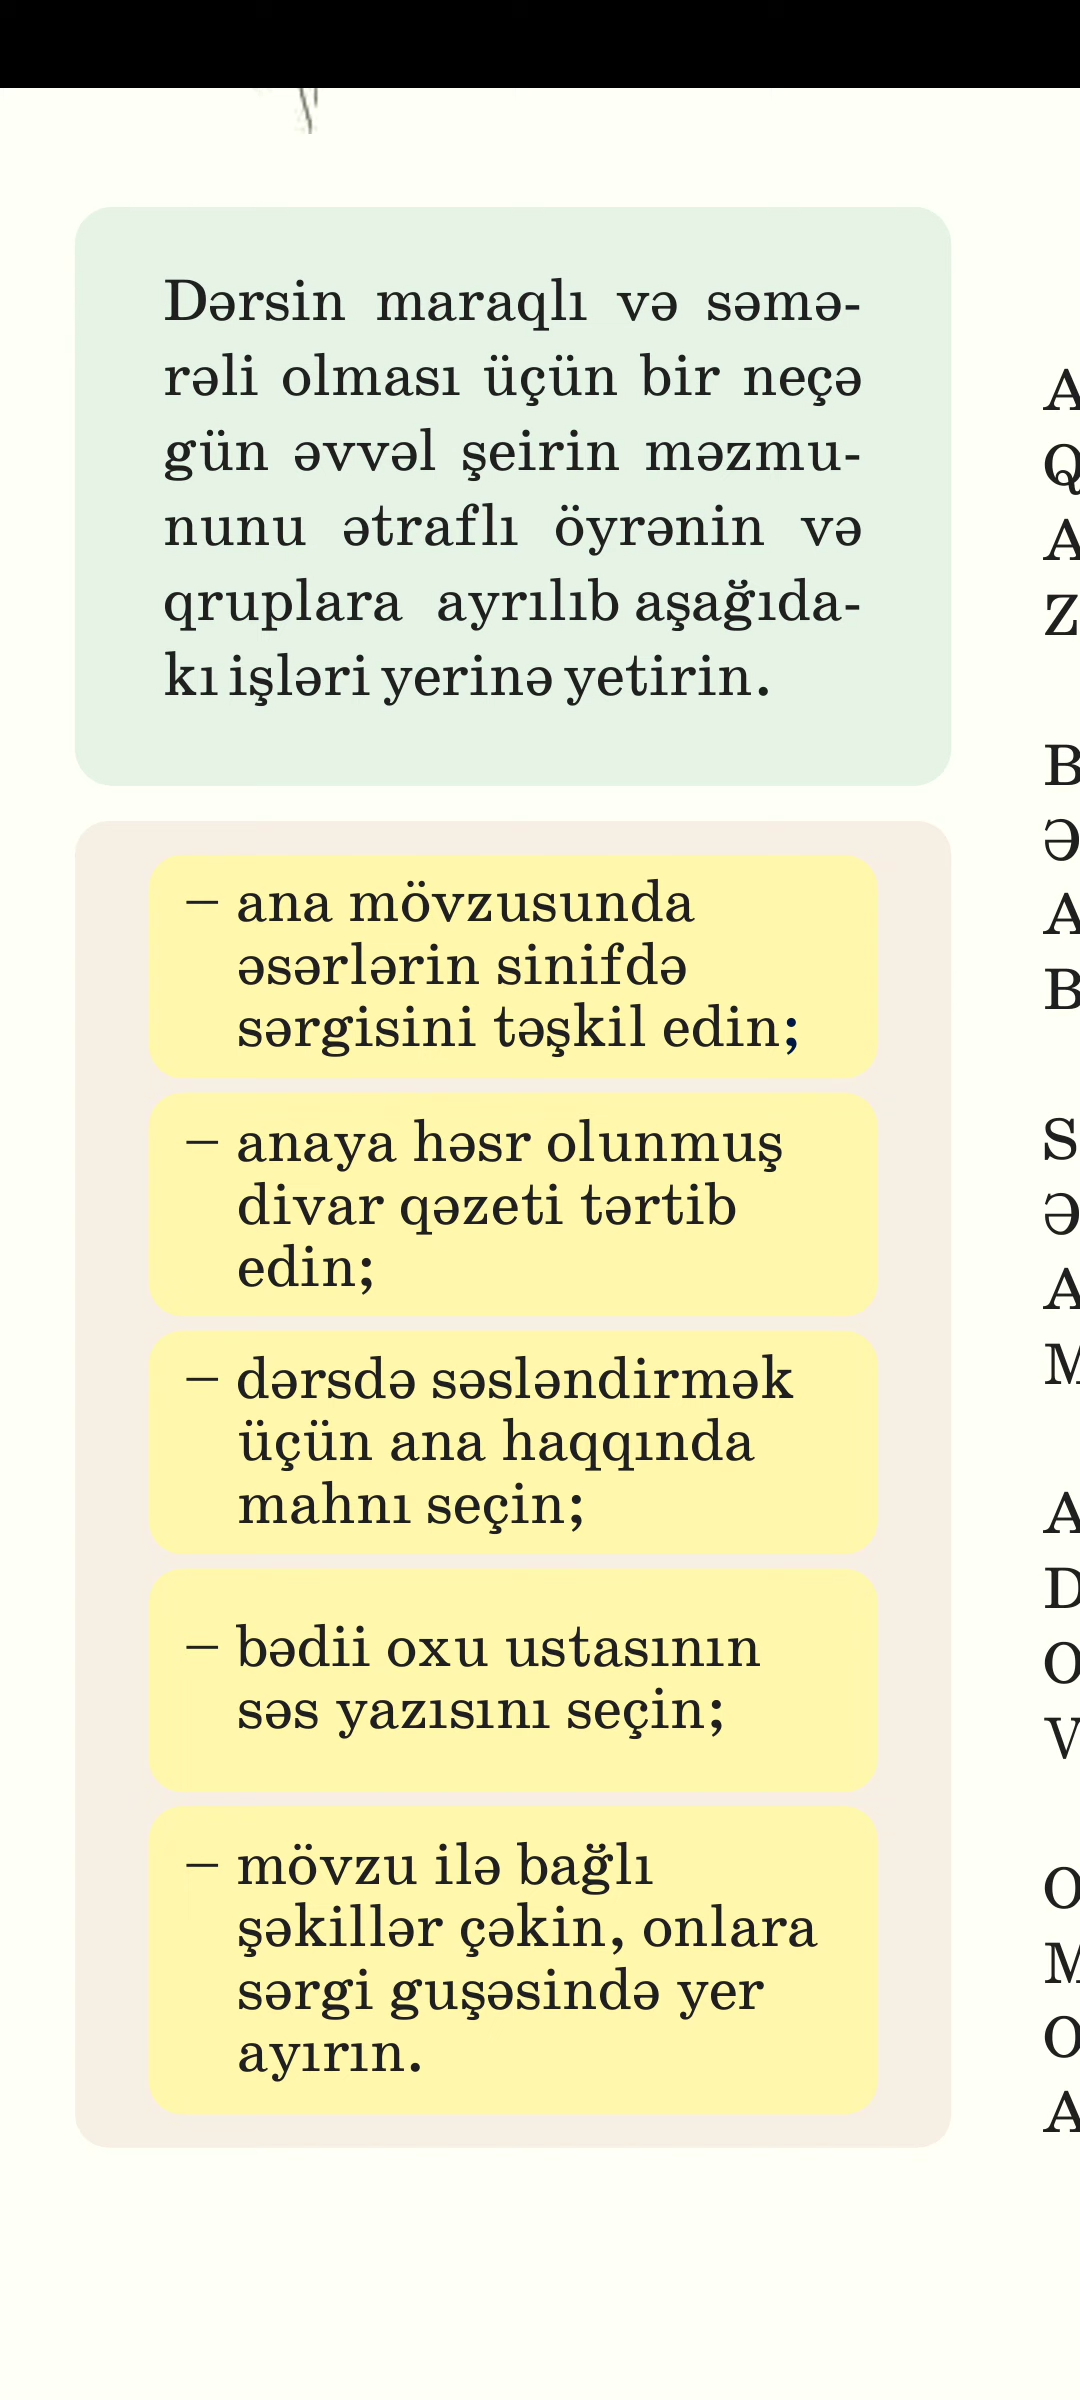 Dərsin maraqlı və səmə-
rəli olması üçün bir neçə
gün əvvəl şeirin məzmu-
nunu ətraflı öyrənin və
qruplara ayrılıb aşağıda-
kı işləri yerinə yetirin.
– ana mövzusunda
əsərlərin sinifdə
sərgisini təşkil edin;
– anaya həsr olunmuş
divar qəzeti tərtib
edin;
– dərsdə səsləndirmək
üçün ana haqqında
mahnı seçin;
– bədii oxu ustasının
səs yazısını seçin;
– mövzu ilə bağlı
şəkillər çəkin, onlara
sərgi guşəsində yer
ayırın.